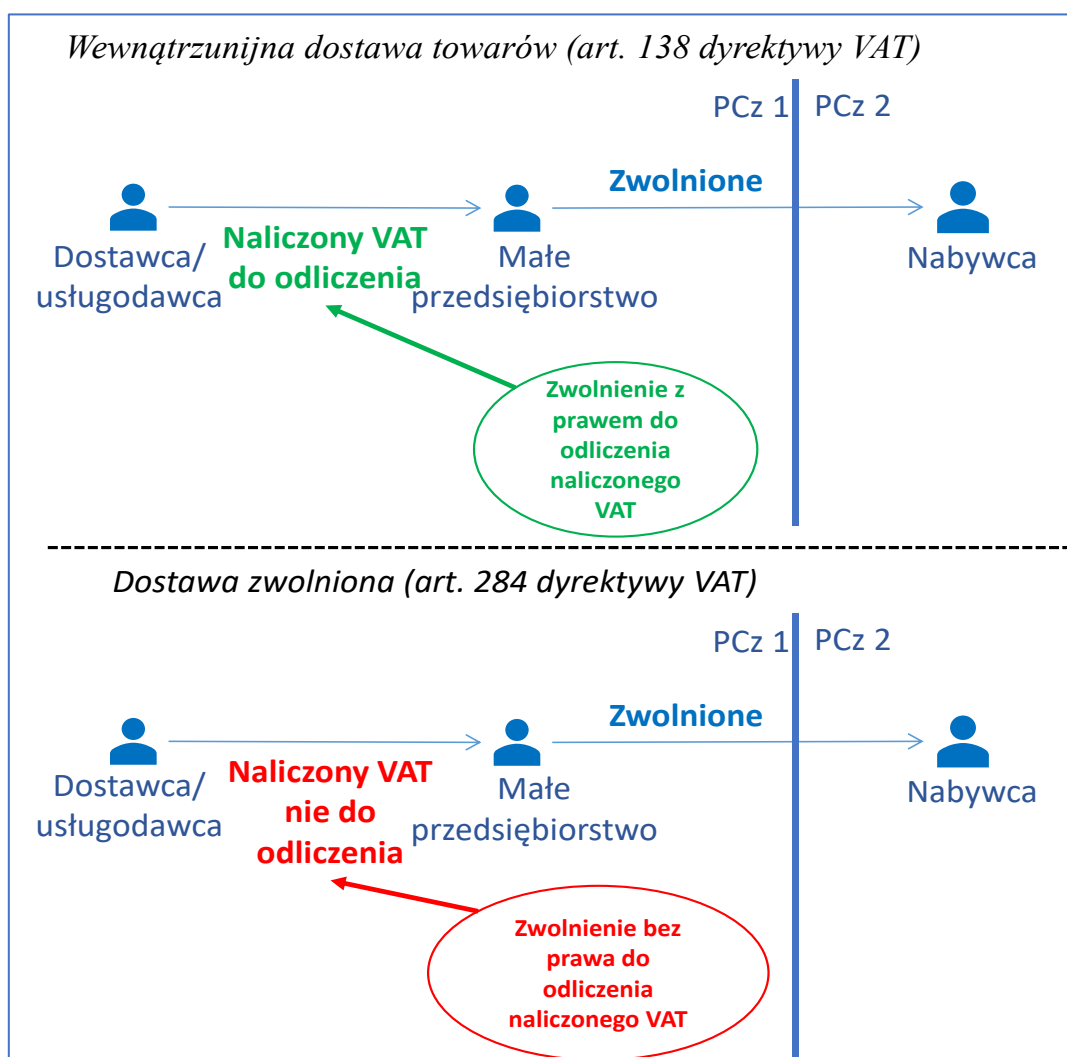 Wewnątrzunijna dostawa towarów (art. 138 dyrektywy VAT)
PCz 1
PCz 2
Zwolnione
Dostawca/
usługodawca
Naliczony VAT
do odliczenia
Małe
przedsiębiorstwo
Nabywca
Zwolnienie z
prawem do
odliczenia
naliczonego
VAT
Dostawa zwolniona (art. 284 dyrektywy VAT)
PCz 1
PCz 2
Zwolnione
Dostawca/
usługodawca
Naliczony VAT
nie do
odliczenia
Małe
przedsiębiorstwo
Nabywca
Zwolnienie bez
prawa do
odliczenia
naliczonego VAT